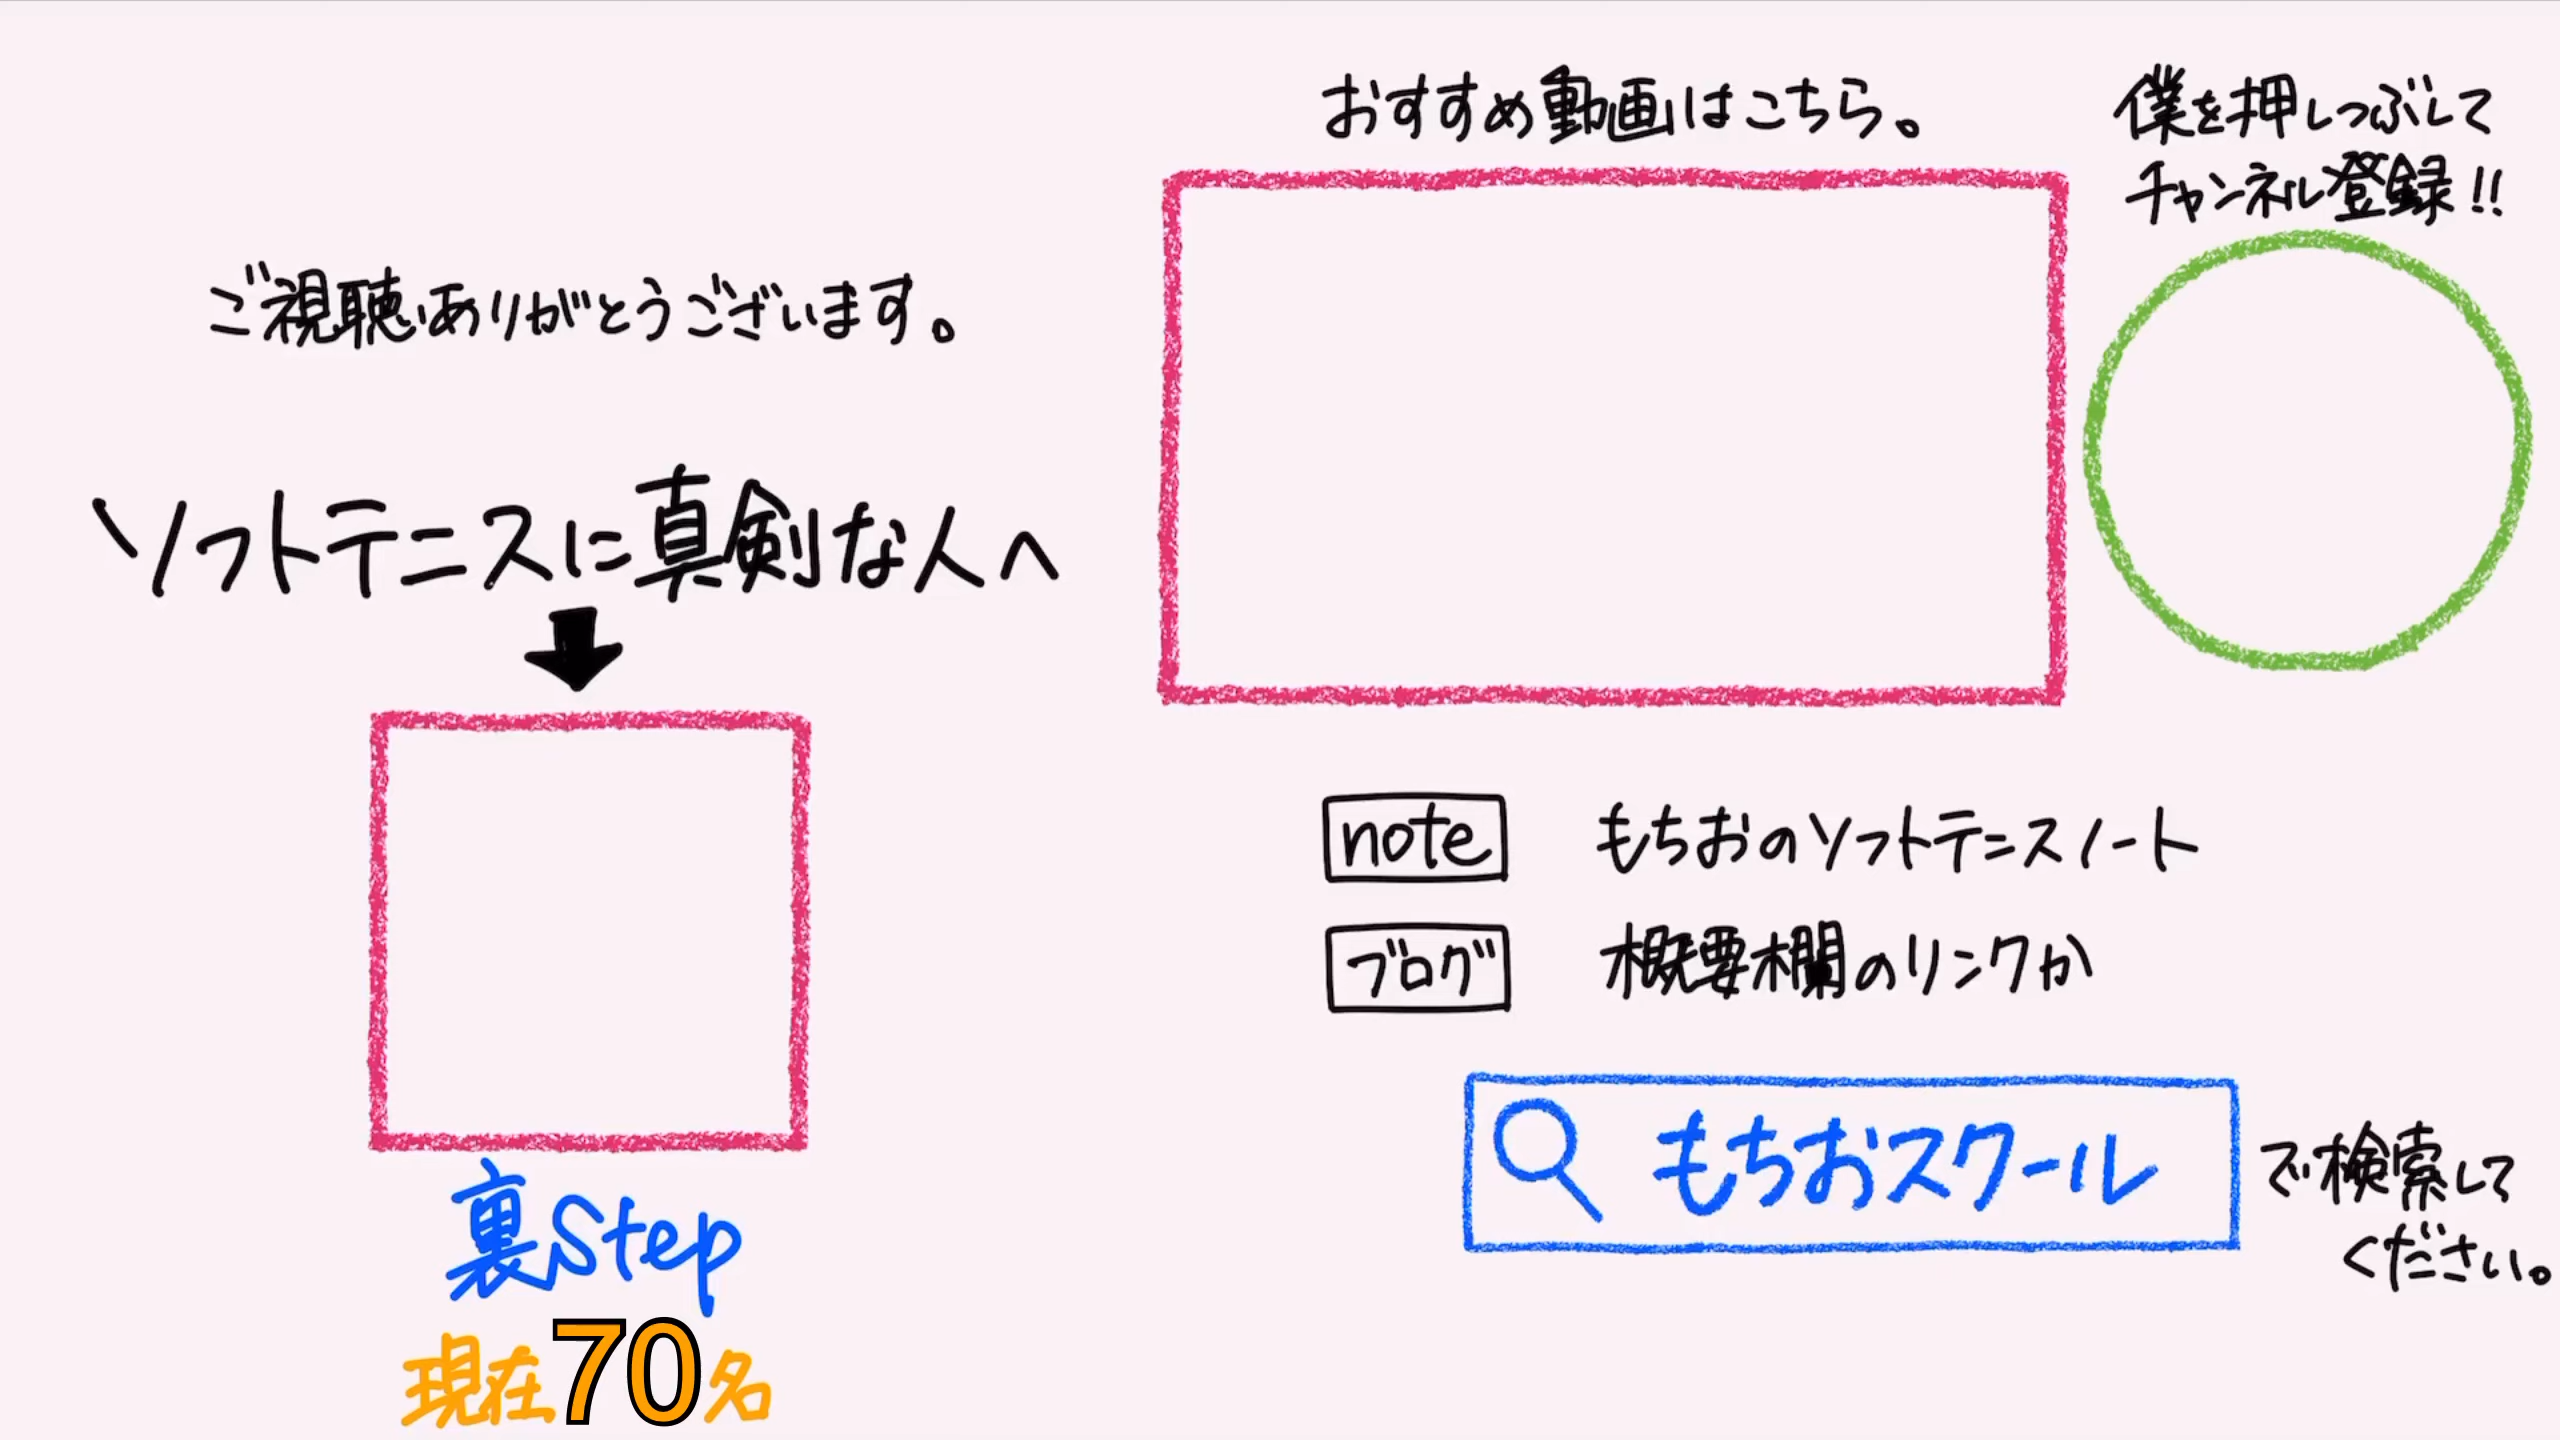 ご視聴ありがとうございます。
ソフトテニスに真剣な人へ
裏Step
現在70名
おすすめ動画はこちら。
僕を押しつぶして
チャンネル登録!!
note もちおのソフトテニスノート
ブログ 概要欄のリンクか
もちおスクール で検索して
ください。